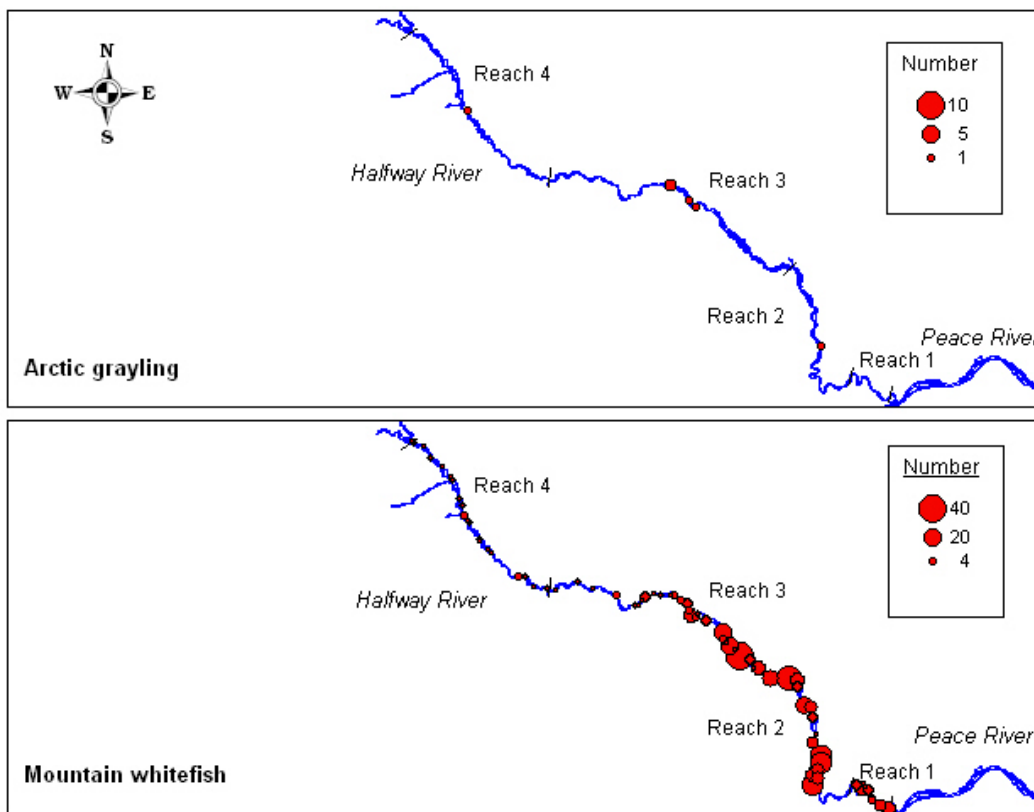 N
W E
S
Reach 4
Halfway River
Reach 3
Reach 2
Peace River
Reach 1
Arctic grayling
Number
10
5
1
Reach 4
Halfway River
Reach 3
Reach 2
Peace River
Reach 1
Mountain whitefish
Number
40
20
4